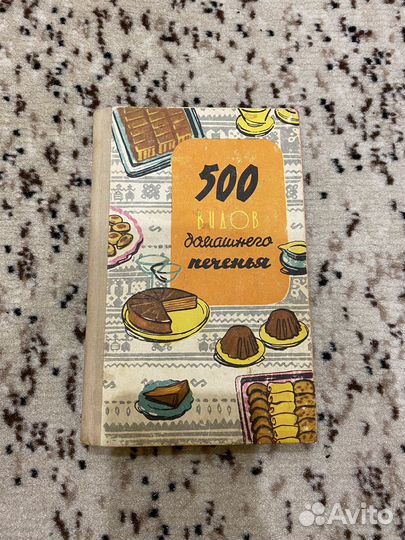 500
видов
домашнего
печенья
Avito